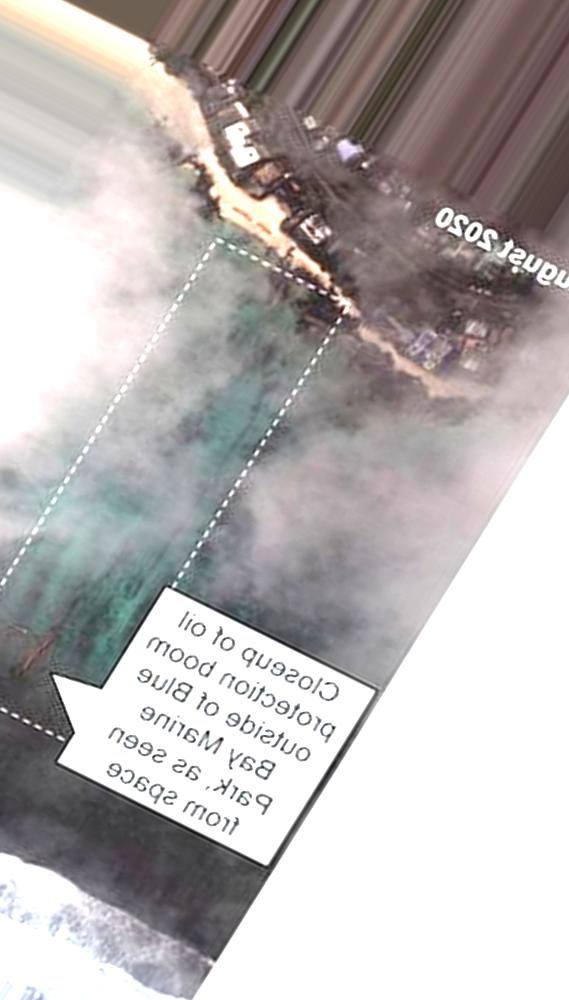 ugust 2020
Closeup of oil
protection boom
outside of Blue
Bay Marine
Park, as seen
from space